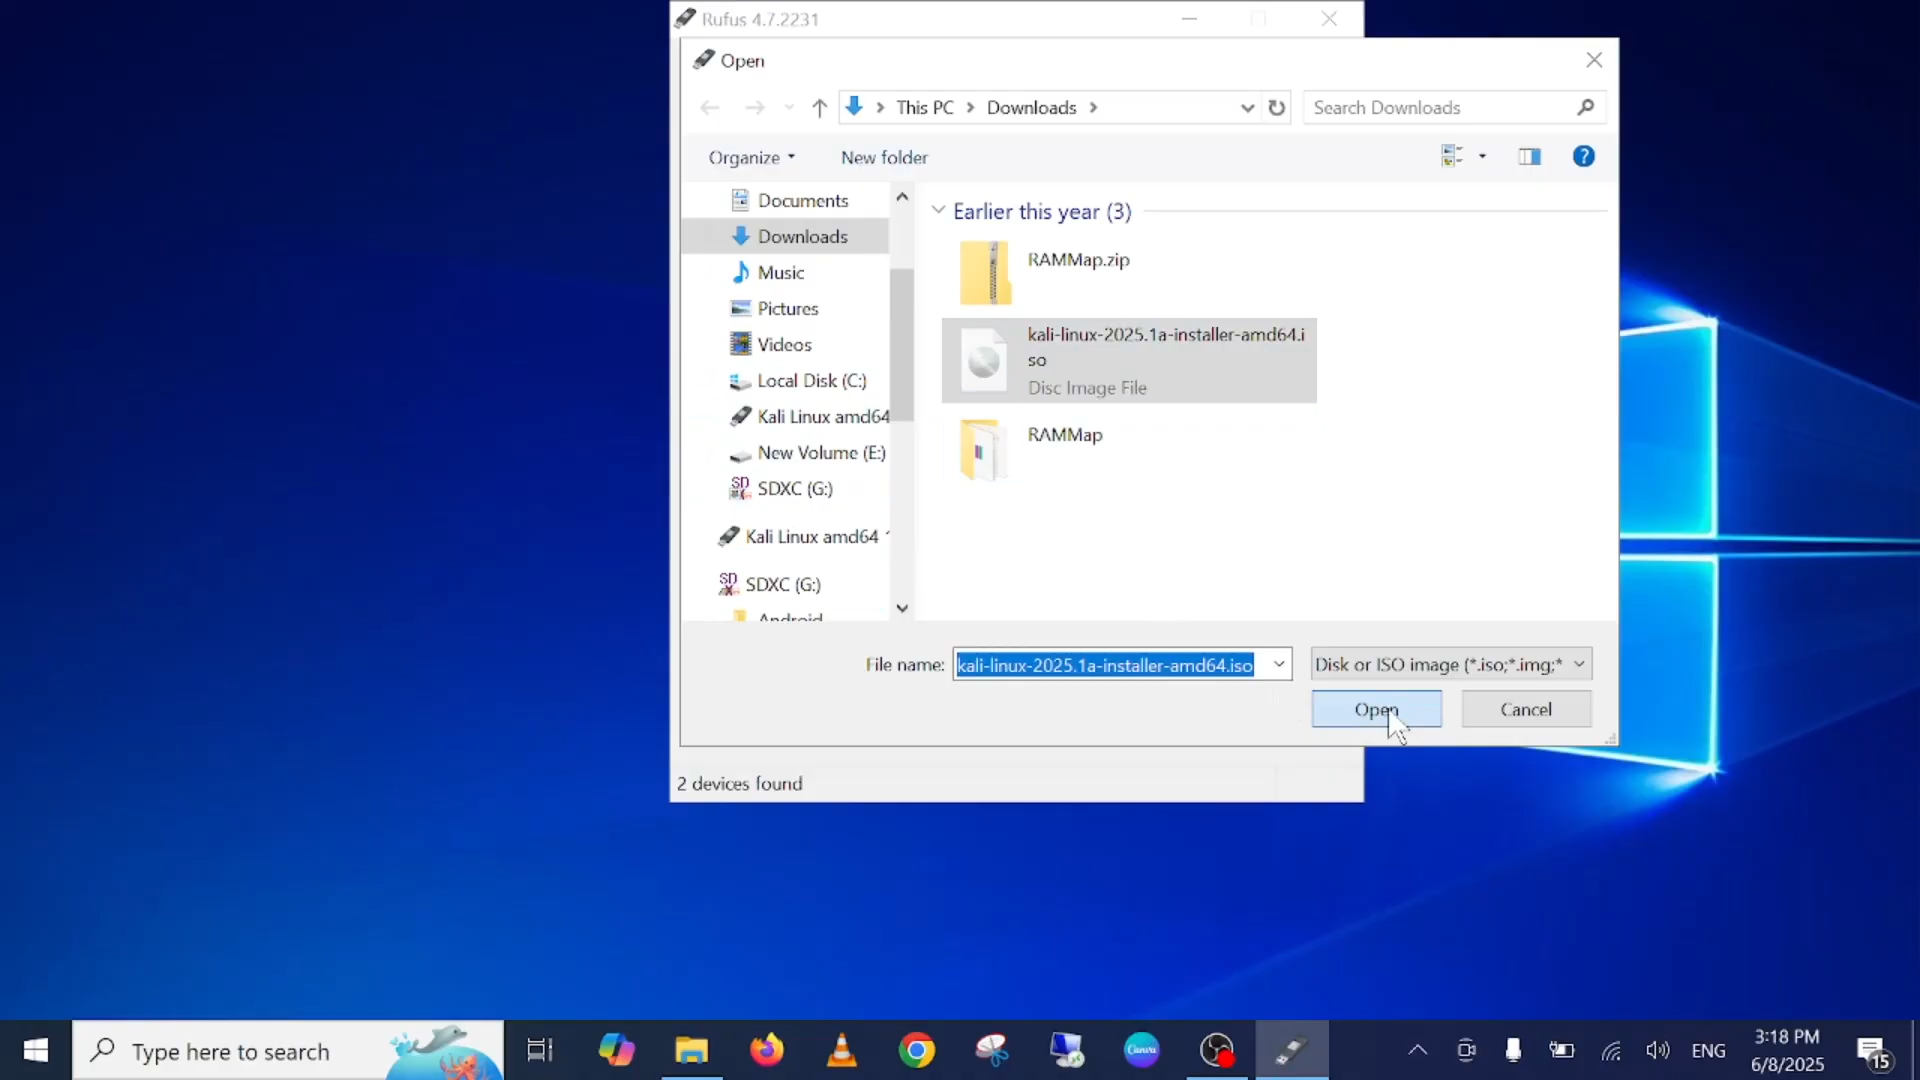 Rufus 4.7.2231
Open
This PC
Downloads
Search Downloads
Organize
New folder
?
Documents
Downloads
Music
Pictures
Videos
Local Disk (C:)
Kali Linux amd64
New Volume (E:)
SDXC (G:)
Kali Linux amd64
SDXC (G:)
Android
Earlier this year (3)
RAMMap.zip
kali-linux-2025.1a-installer-amd64.i
so
Disc Image File
RAMMap
File name:
kali-linux-2025.1a-installer-amd64.iso
Disk or ISO image (*.iso;*.img;*
Open
Cancel
2 devices found
Type here to search
Canva
ENG
3:18 PM
6/8/2025
15